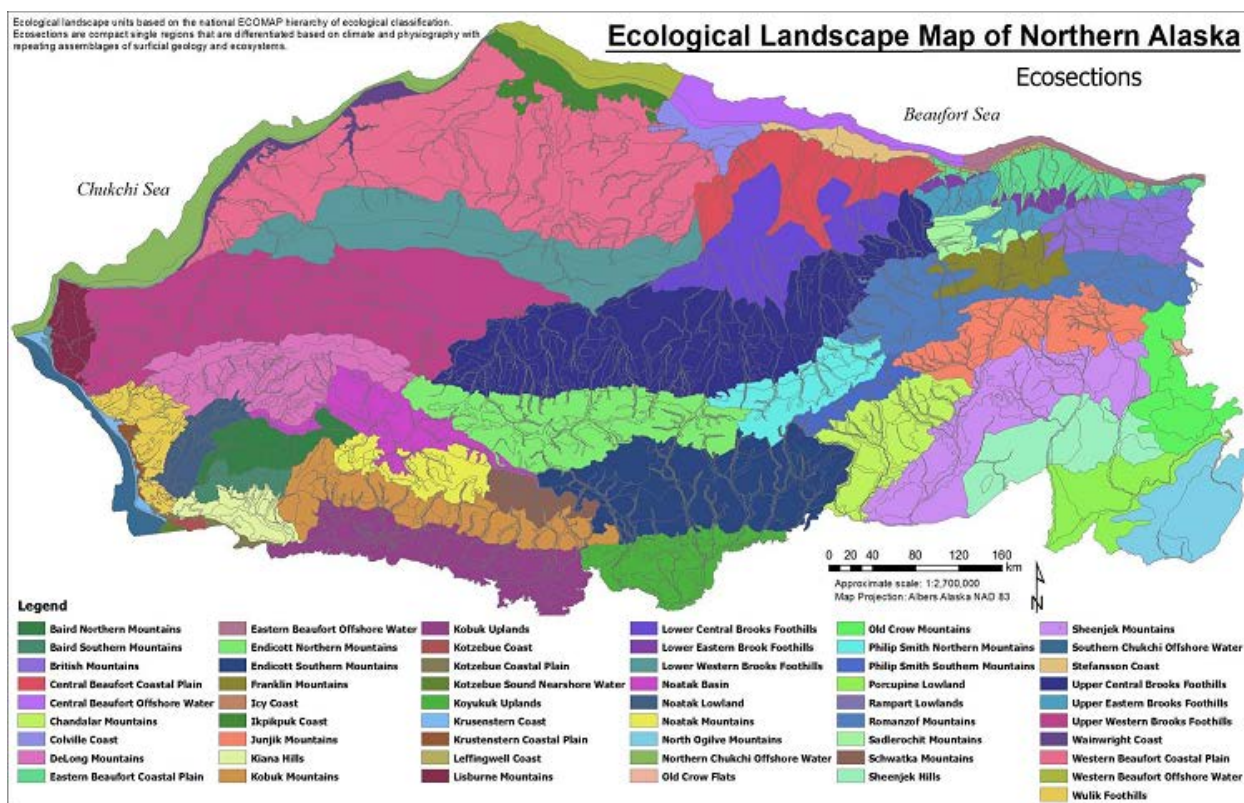 Ecological landscape units based on the national ECOMAP hierarchy of ecological classification.
Ecosections are compact single regions that are differentiated based on climate and physiography with
repeating assemblages of surficial geology and ecosystems.
Ecological Landscape Map of Northern Alaska
Ecosections
Beaufort Sea
Chukchi Sea
0 20 40 80 120 160
km
Approximate scale: 1:2,700,000
Map Projection: Albers Alaska NAD 83
N
Legend
Baird Northern Mountains
Baird Southern Mountains
British Mountains
Central Beaufort Coastal Plain
Central Beaufort Offshore Water
Chandalar Mountains
Colville Coast
DeLong Mountains
Eastern Beaufort Coastal Plain
Eastern Beaufort Offshore Water
Endicott Northern Mountains
Endicott Southern Mountains
Franklin Mountains
Icy Coast
Ikpikpuk Coast
Junjik Mountains
Kiana Hills
Kobuk Mountains
Kobuk Uplands
Kotzebue Coast
Kotzebue Coastal Plain
Kotzebue Sound Nearshore Water
Koyukuk Uplands
Krusenstern Coast
Krustenstern Coastal Plain
Leffingwell Coast
Lisburne Mountains
Lower Central Brooks Foothills
Lower Eastern Brook Foothills
Lower Western Brooks Foothills
Noatak Basin
Noatak Lowland
Noatak Mountains
North Ogilve Mountains
Northern Chukchi Offshore Water
Old Crow Flats
Old Crow Mountains
Philip Smith Northern Mountains
Philip Smith Southern Mountains
Porcupine Lowland
Rampart Lowlands
Romanzof Mountains
Sadlerochit Mountains
Schwatka Mountains
Sheenjek Hills
Sheenjek Mountains
Southern Chukchi Offshore Water
Stefansson Coast
Upper Central Brooks Foothills
Upper Eastern Brooks Foothills
Upper Western Brooks Foothills
Wainwright Coast
Western Beaufort Coastal Plain
Western Beaufort Offshore Water
Wulik Foothills